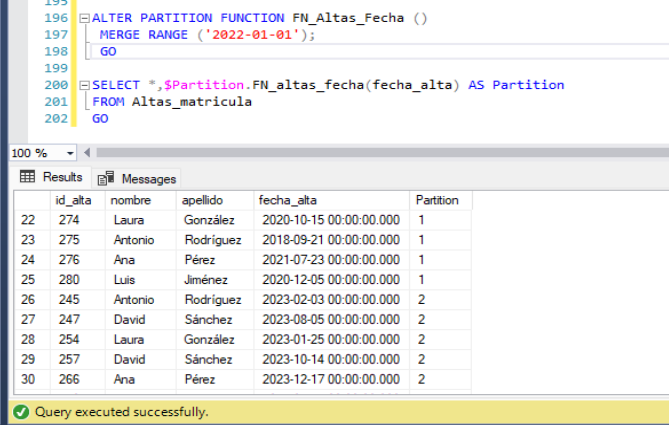 195
196 ALTER PARTITION FUNCTION FN_Altas_Fecha ()
197 MERGE RANGE ('2022-01-01');
198 GO
199
200 SELECT *,$Partition.FN_altas_fecha(fecha_alta) AS Partition
201 FROM Altas_matricula
202 GO
100 %
Results Messages
id_alta nombre apellido fecha_alta Partition
22 274 Laura González 2020-10-15 00:00:00.000 1
23 275 Antonio Rodríguez 2018-09-21 00:00:00.000 1
24 276 Ana Pérez 2021-07-23 00:00:00.000 1
25 280 Luis Jiménez 2020-12-05 00:00:00.000 1
26 245 Antonio Rodríguez 2023-02-03 00:00:00.000 2
27 247 David Sánchez 2023-08-05 00:00:00.000 2
28 254 Laura González 2023-01-25 00:00:00.000 2
29 257 David Sánchez 2023-10-14 00:00:00.000 2
30 266 Ana Pérez 2023-12-17 00:00:00.000 2
Query executed successfully.